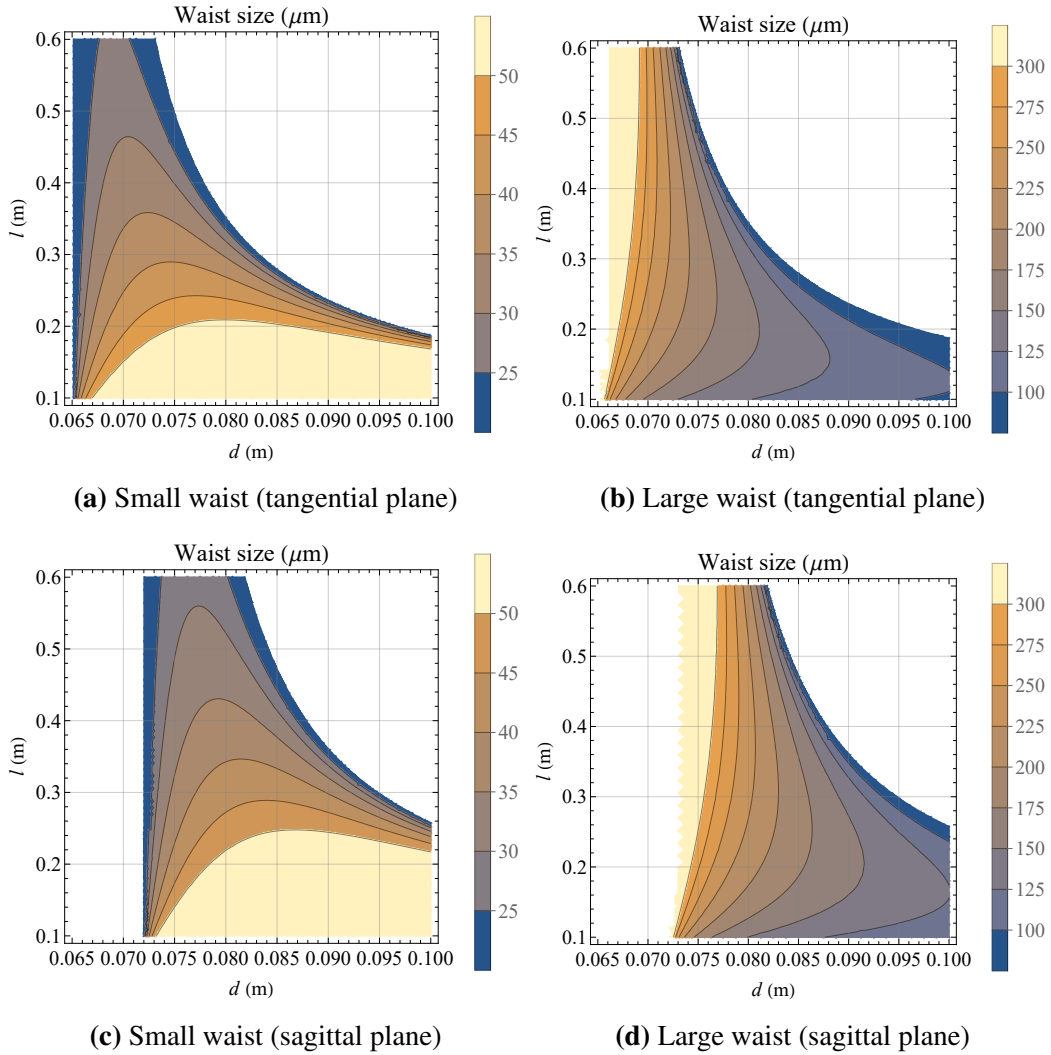 Waist size (μm)
0.6
0.5
0.4
0.3
0.2
0.1
l (m)
0.065 0.070 0.075 0.080 0.085 0.090 0.095 0.100
d (m)
50
45
40
35
30
25
(a) Small waist (tangential plane)
Waist size (μm)
0.6
0.5
0.4
0.3
0.2
0.1
l (m)
0.065 0.070 0.075 0.080 0.085 0.090 0.095 0.100
d (m)
300
275
250
225
200
175
150
125
100
(b) Large waist (tangential plane)
Waist size (μm)
0.6
0.5
0.4
0.3
0.2
0.1
l (m)
0.065 0.070 0.075 0.080 0.085 0.090 0.095 0.100
d (m)
50
45
40
35
30
25
(c) Small waist (sagittal plane)
Waist size (μm)
0.6
0.5
0.4
0.3
0.2
0.1
l (m)
0.065 0.070 0.075 0.080 0.085 0.090 0.095 0.100
d (m)
300
275
250
225
200
175
150
125
100
(d) Large waist (sagittal plane)